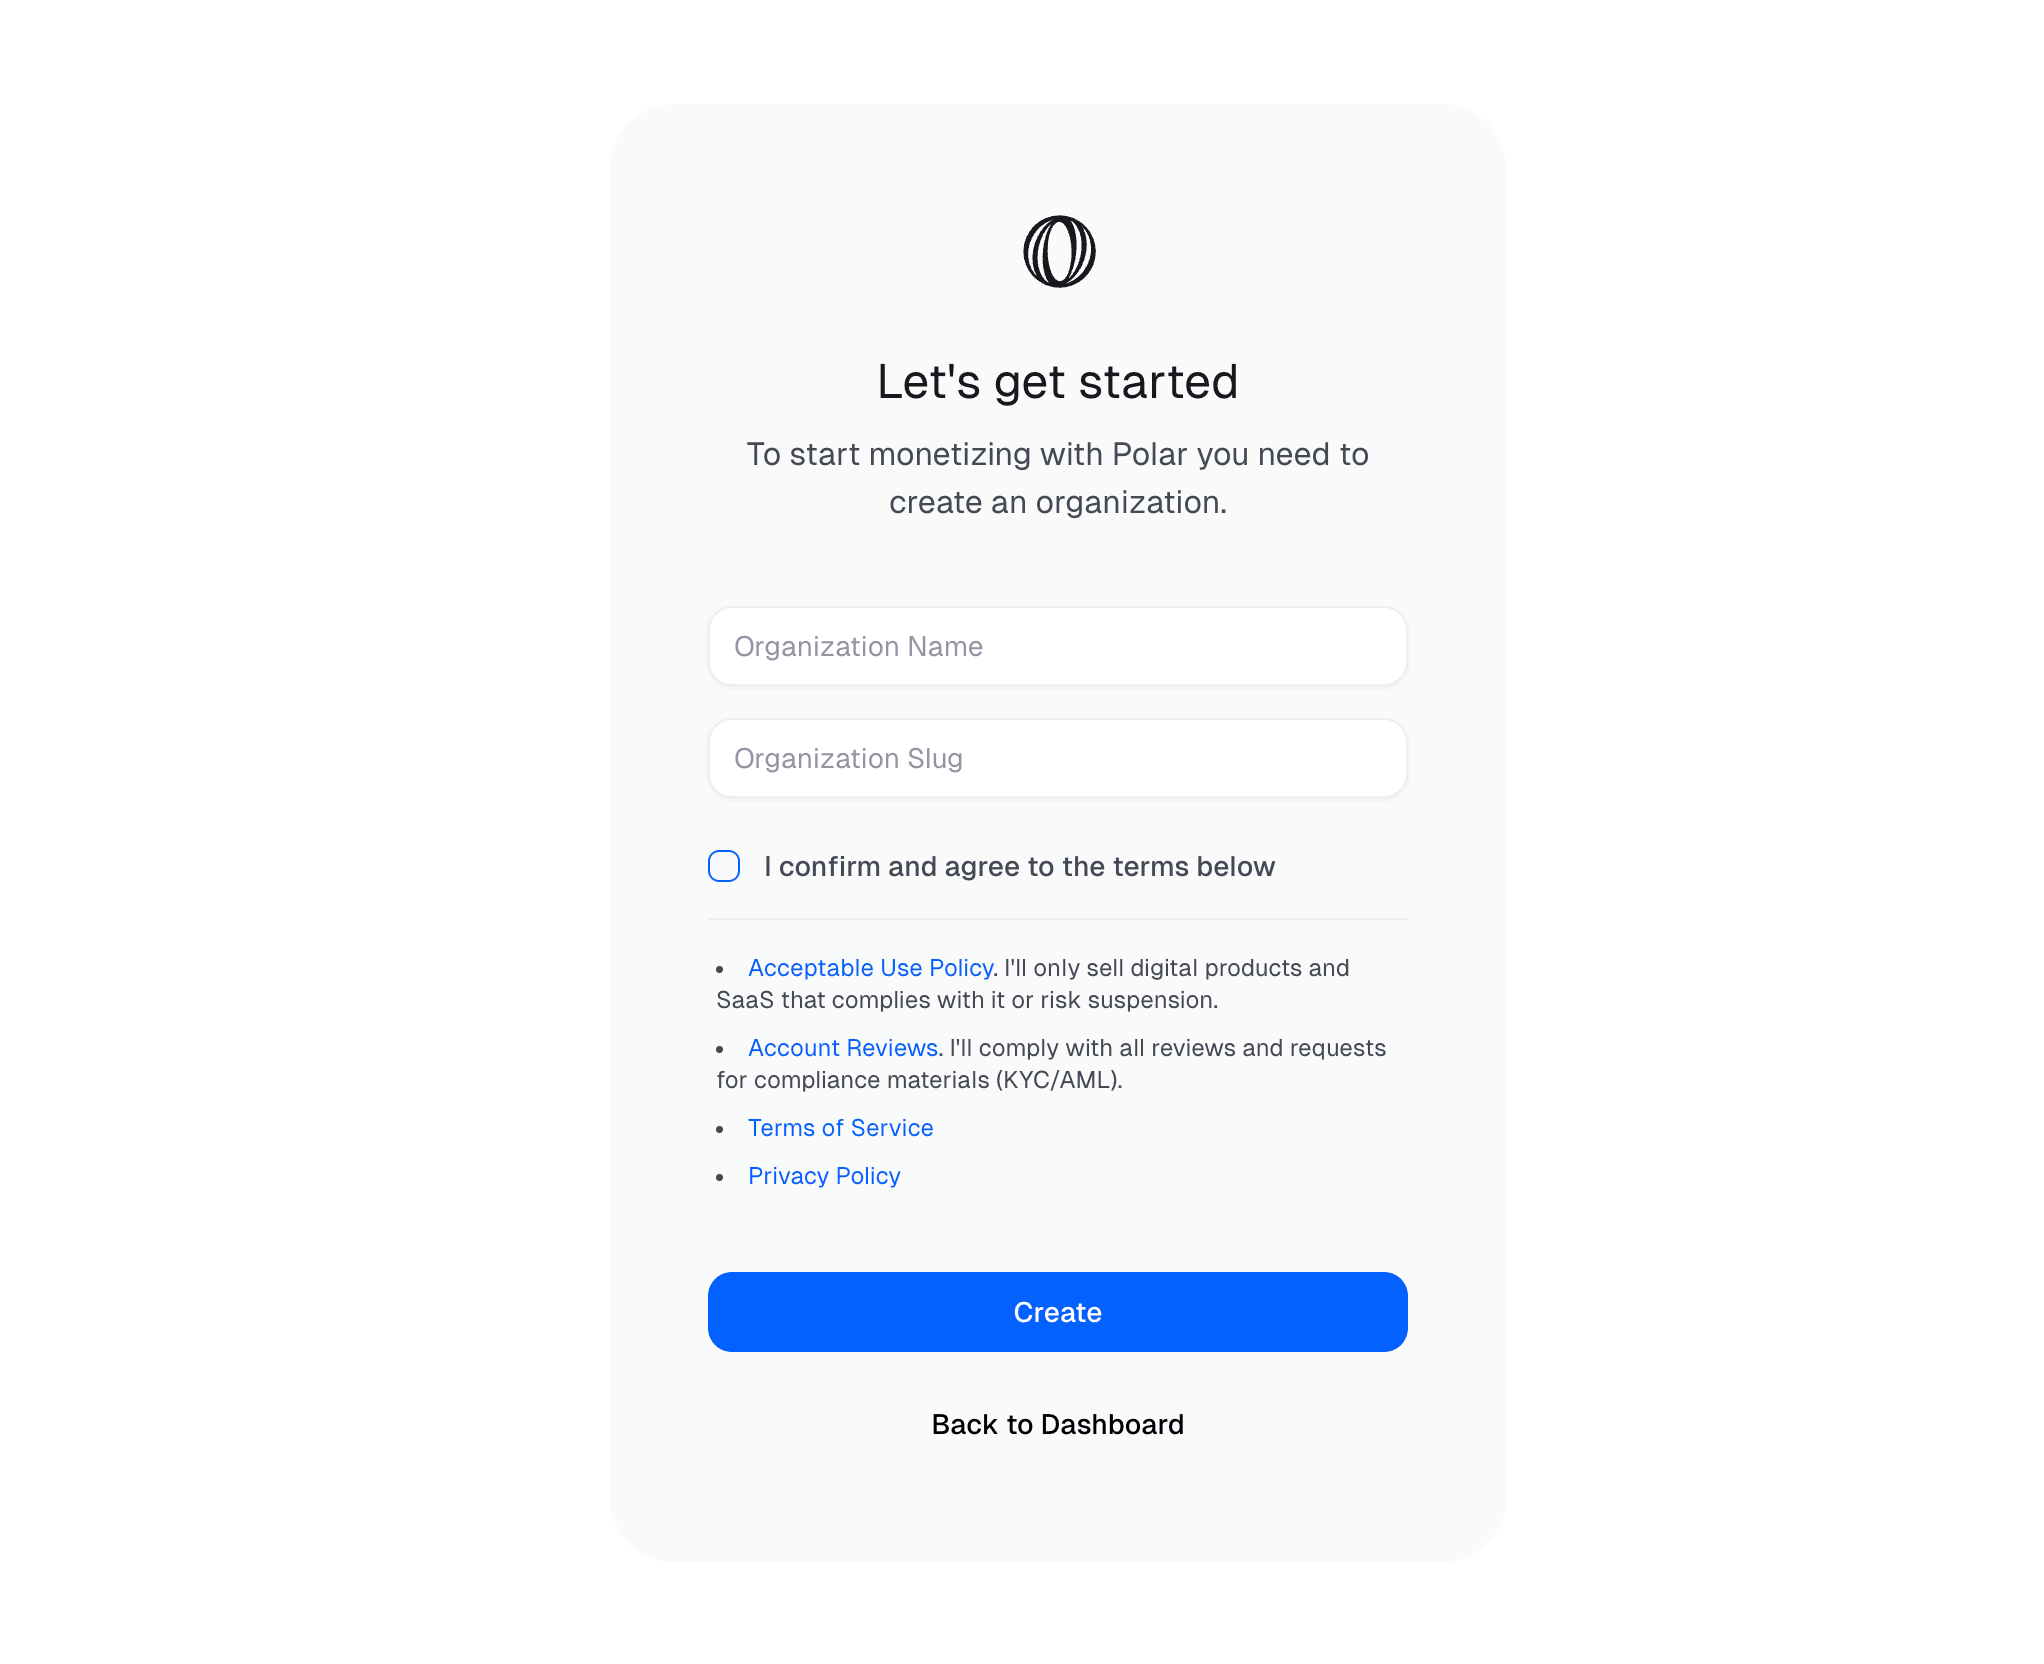 Let's get started
To start monetizing with Polar you need to
create an organization.
Organization Name
Organization Slug
I confirm and agree to the terms below
• Acceptable Use Policy. I'll only sell digital products and
SaaS that complies with it or risk suspension.
• Account Reviews. I'll comply with all reviews and requests
for compliance materials (KYC/AML).
• Terms of Service
• Privacy Policy
Create
Back to Dashboard